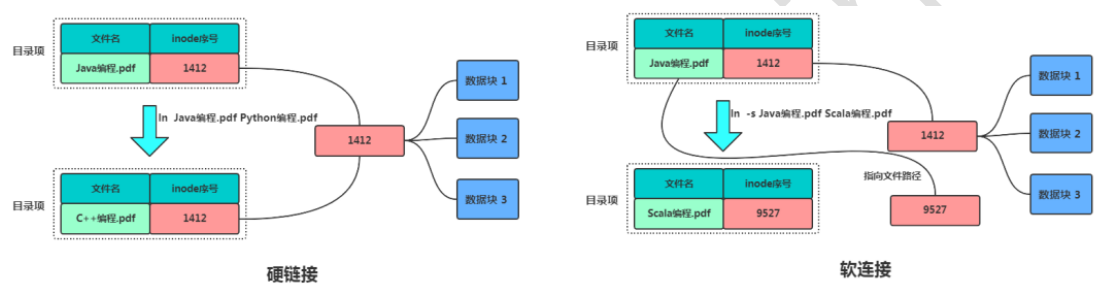 目录项
文件名 inode序号
Java编程.pdf 1412
ln Java编程.pdf Python编程.pdf
目录项
文件名 inode序号
C++编程.pdf 1412
1412
数据块 1
数据块 2
数据块 3
硬链接
目录项
文件名 inode序号
Java编程.pdf 1412
ln -s Java编程.pdf Scala编程.pdf
目录项
文件名 inode序号
Scala编程.pdf 9527
1412
指向文件路径
9527
数据块 1
数据块 2
数据块 3
软连接